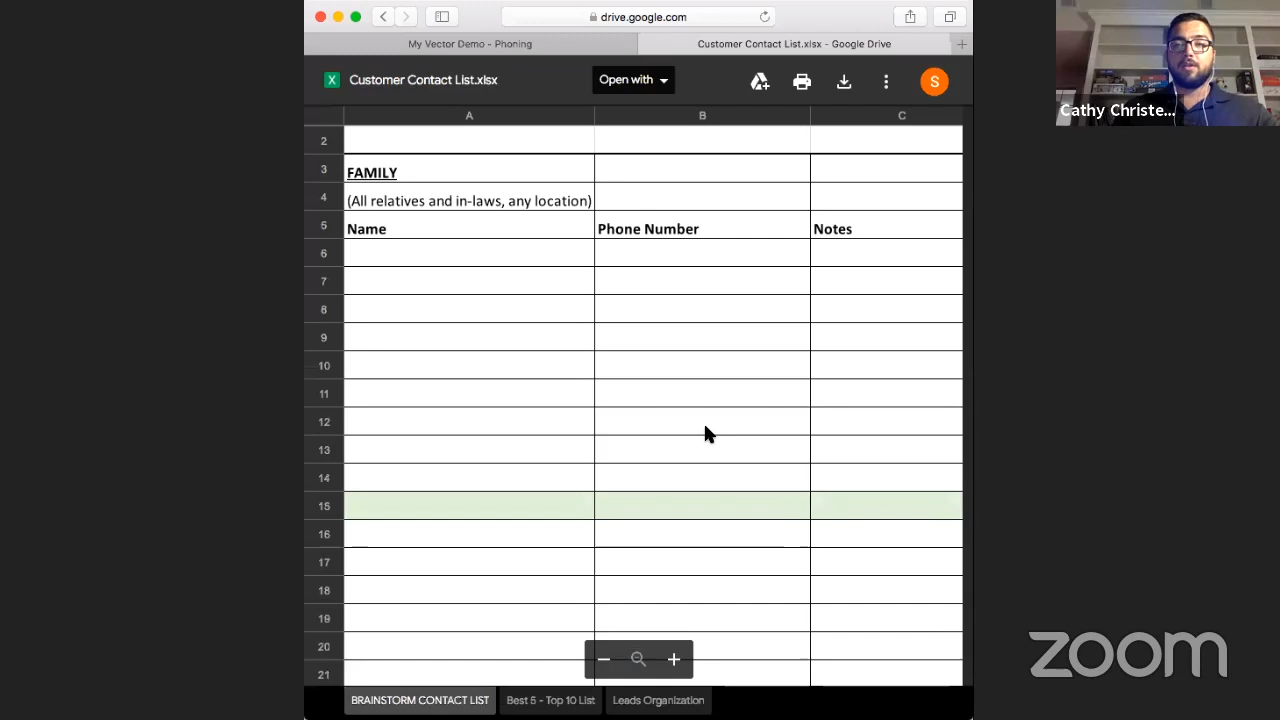 drive.google.com
My Vector Demo - Phoning
Customer Contact List.xlsx - Google Drive
X
Customer Contact List.xlsx
Open with
S
Cathy Christe...
A B C
2
3 FAMILY
4 (All relatives and in-laws, any location)
5 Name Phone Number Notes
6
7
8
9
10
11
12
13
14
15
16
17
18
19
20
21
BRAINSTORM CONTACT LIST Best 5 - Top 10 List Leads Organization
zoom